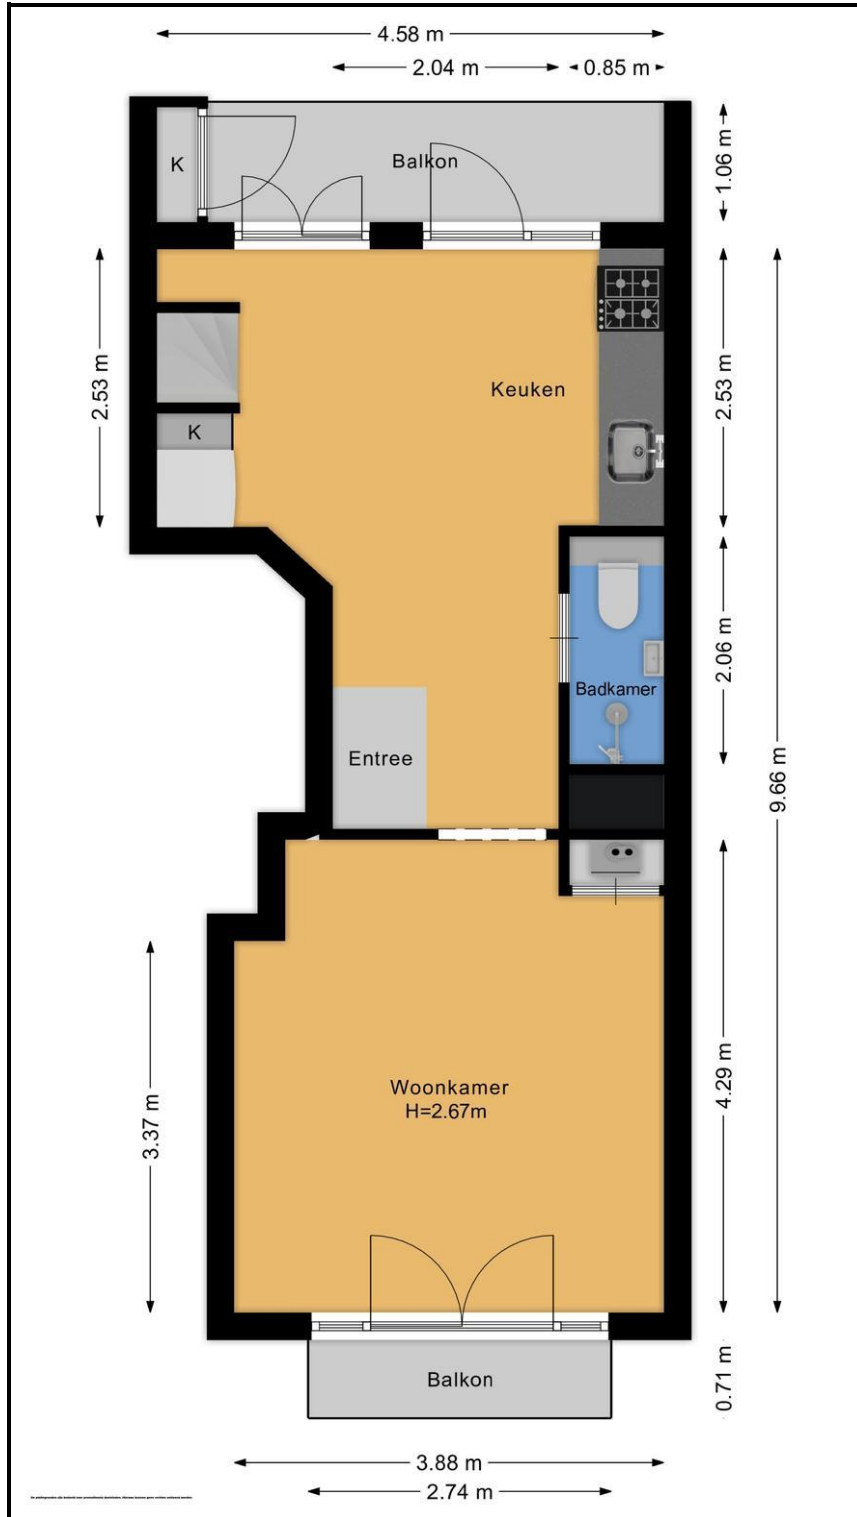 4.58 m
2.04 m
0.85 m
1.06 m
K
Balkon
2.53 m
2.53 m
Keuken
K
2.06 m
Badkamer
Entree
9.66 m
4.29 m
3.37 m
Woonkamer
H=2.67m
0.71 m
Balkon
3.88 m
2.74 m